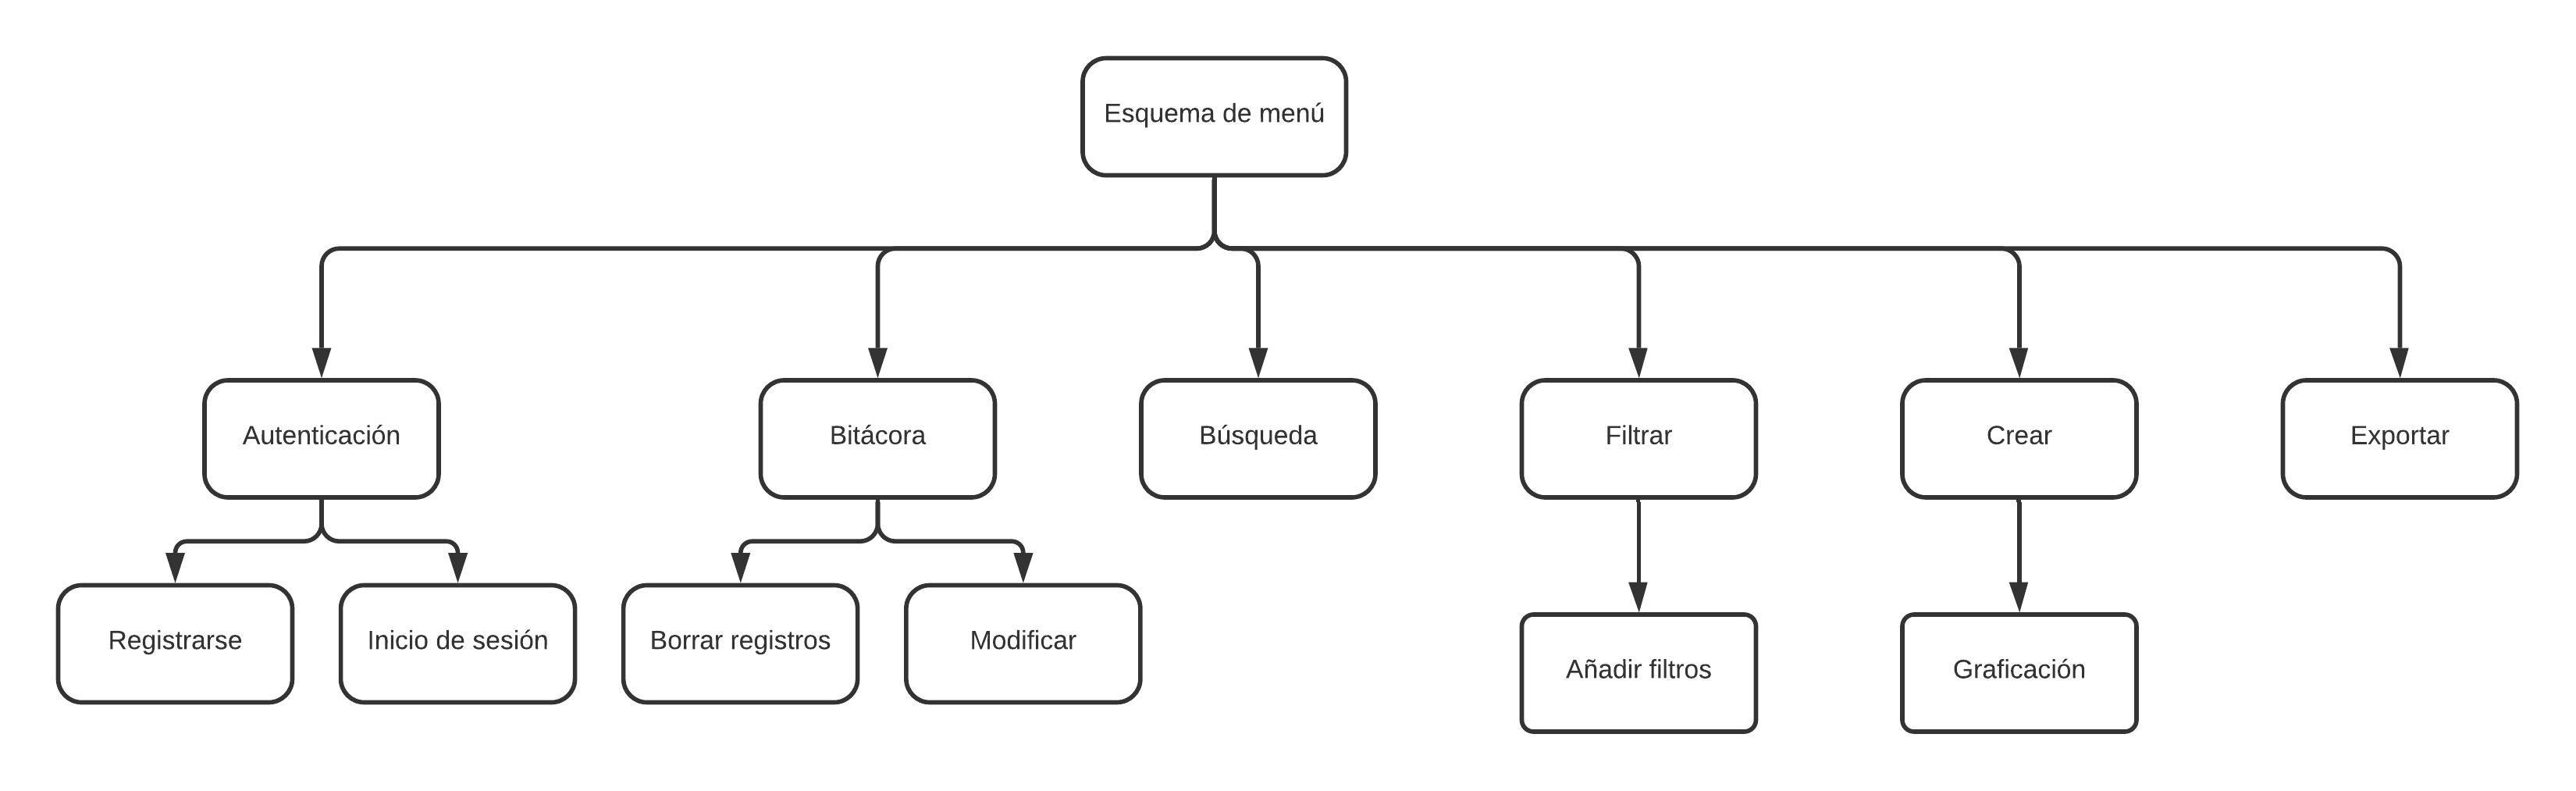 Esquema de menú
Autenticación
Bitácora
Búsqueda
Filtrar
Crear
Exportar
Registrarse
Inicio de sesión
Borrar registros
Modificar
Añadir filtros
Graficación